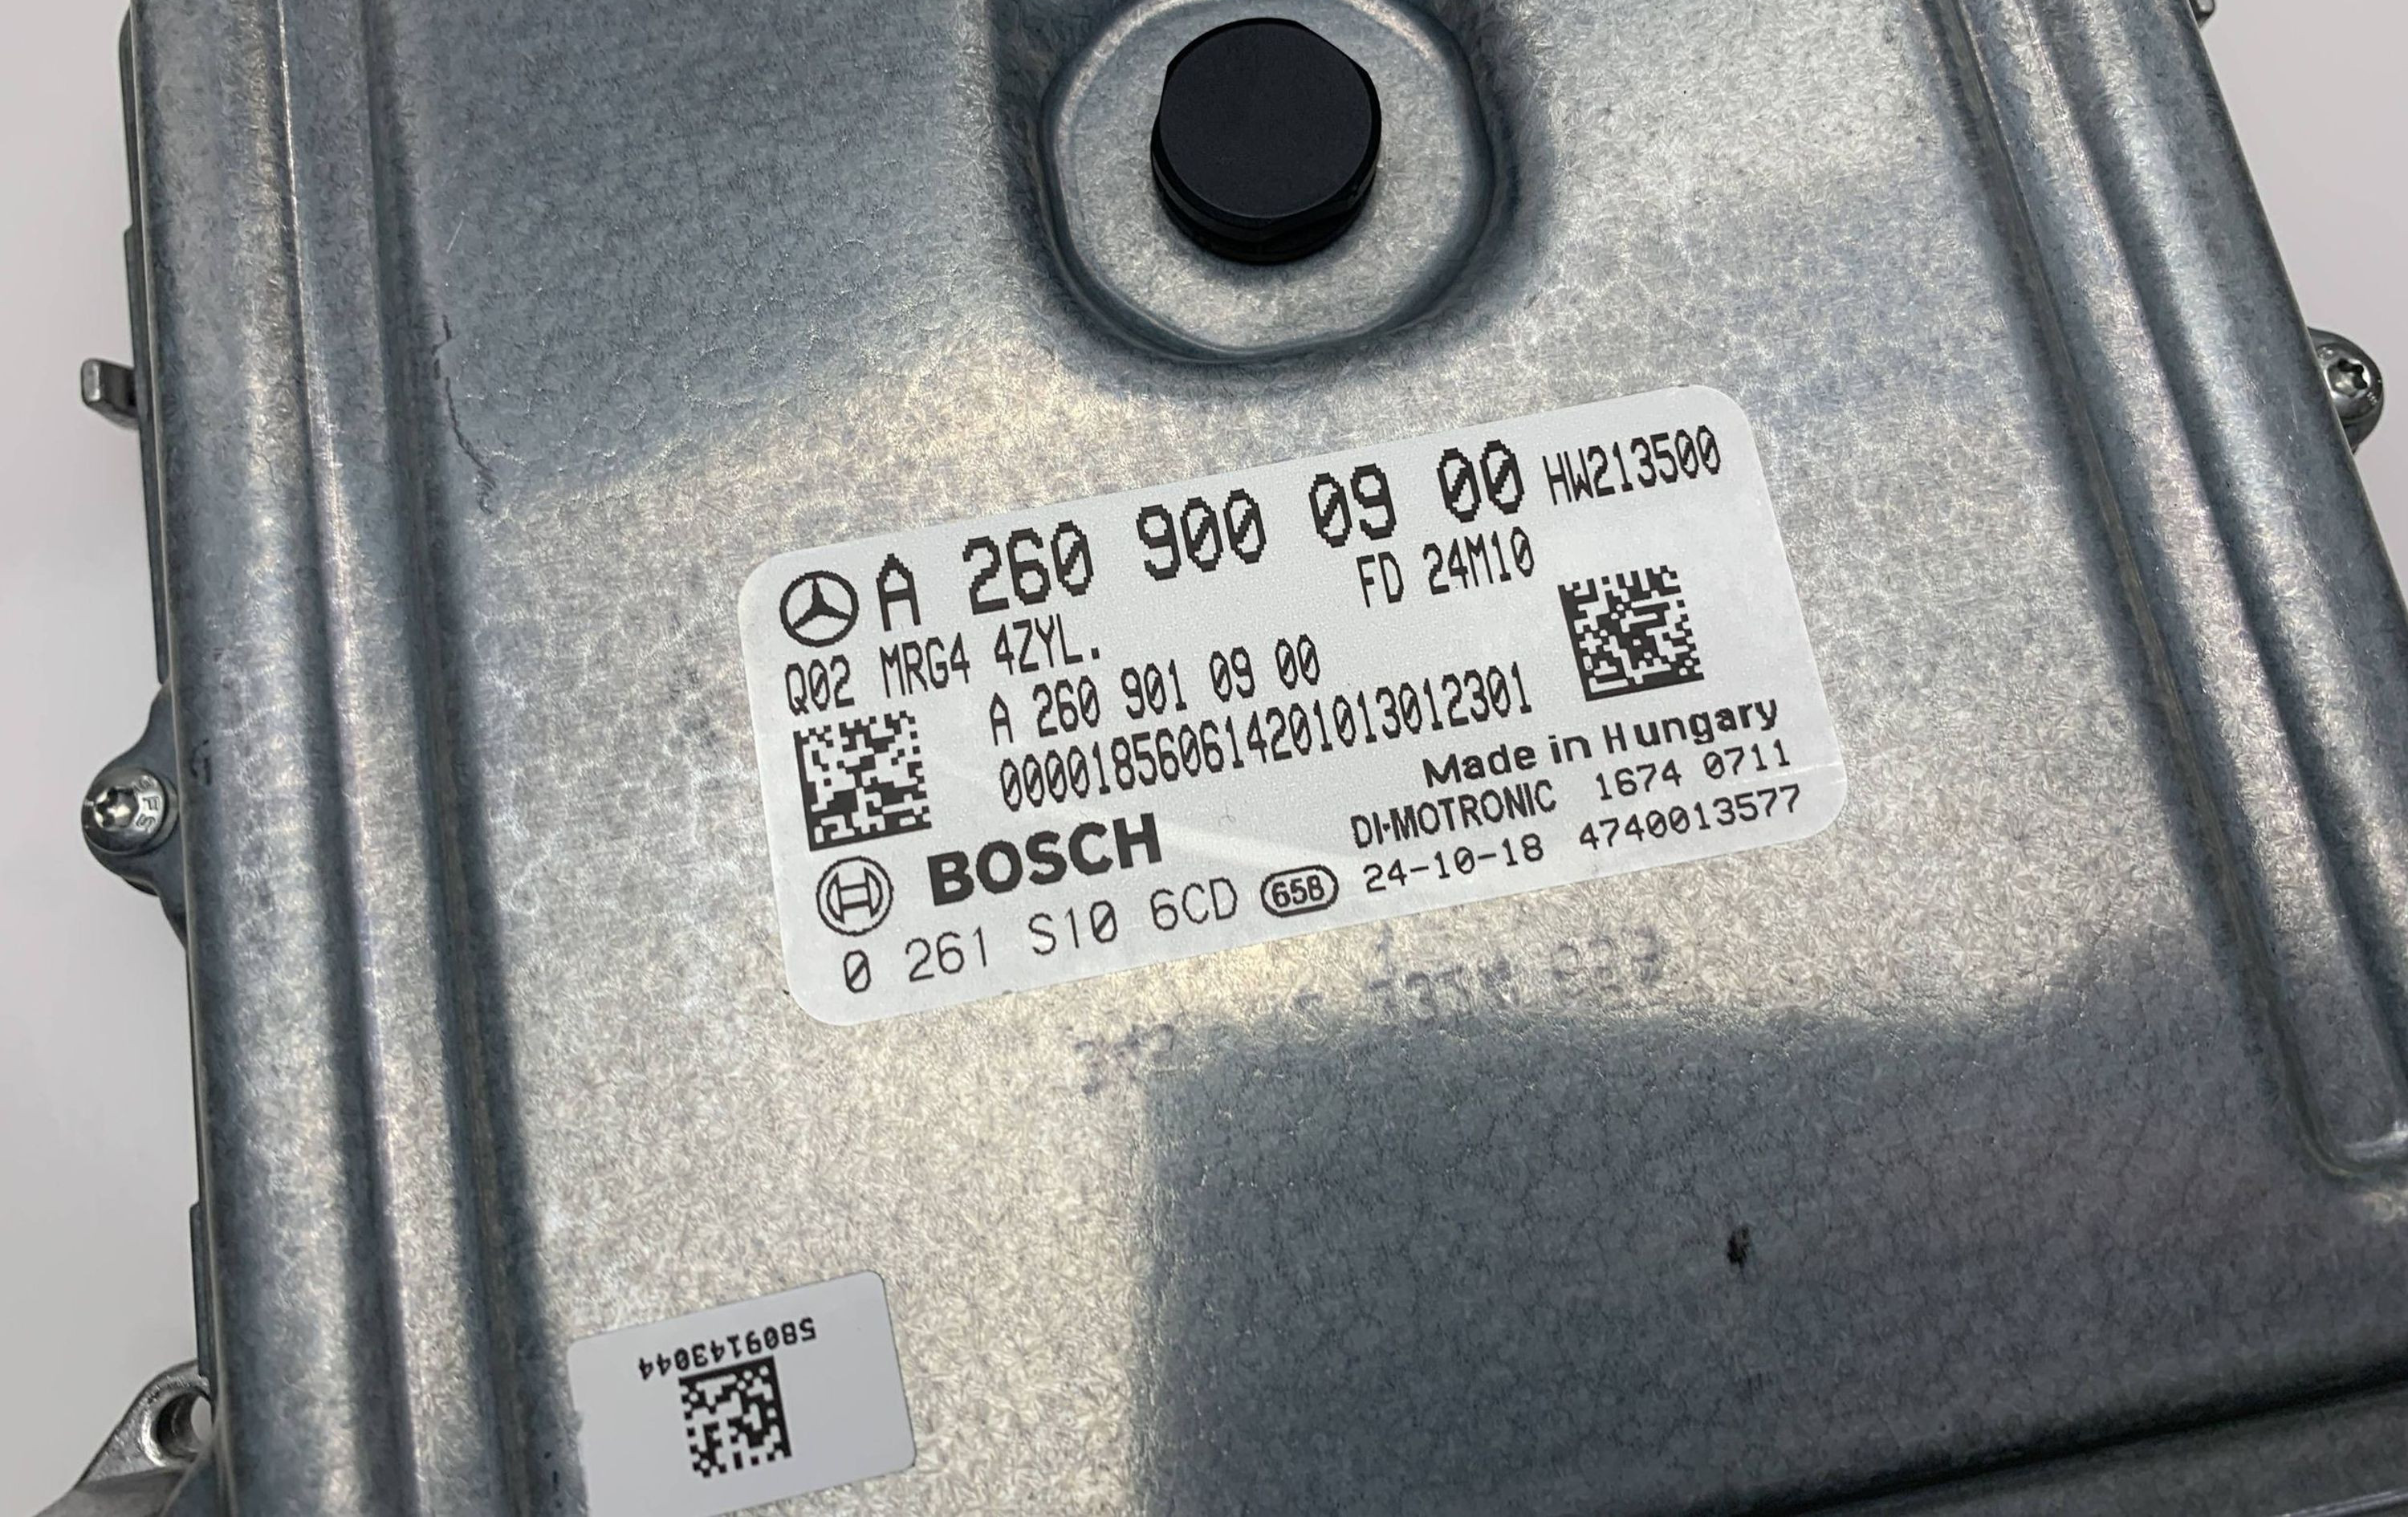 A 260 900 09 00 HW213500
Q02 MRG4 4ZYL. FD 24M10
A 260 901 09 00
000018560614201013012301
Made in Hungary
BOSCH DI-MOTRONIC 1674 0711
0 261 S10 6CD 658 24-10-18 4740013577
5809143044